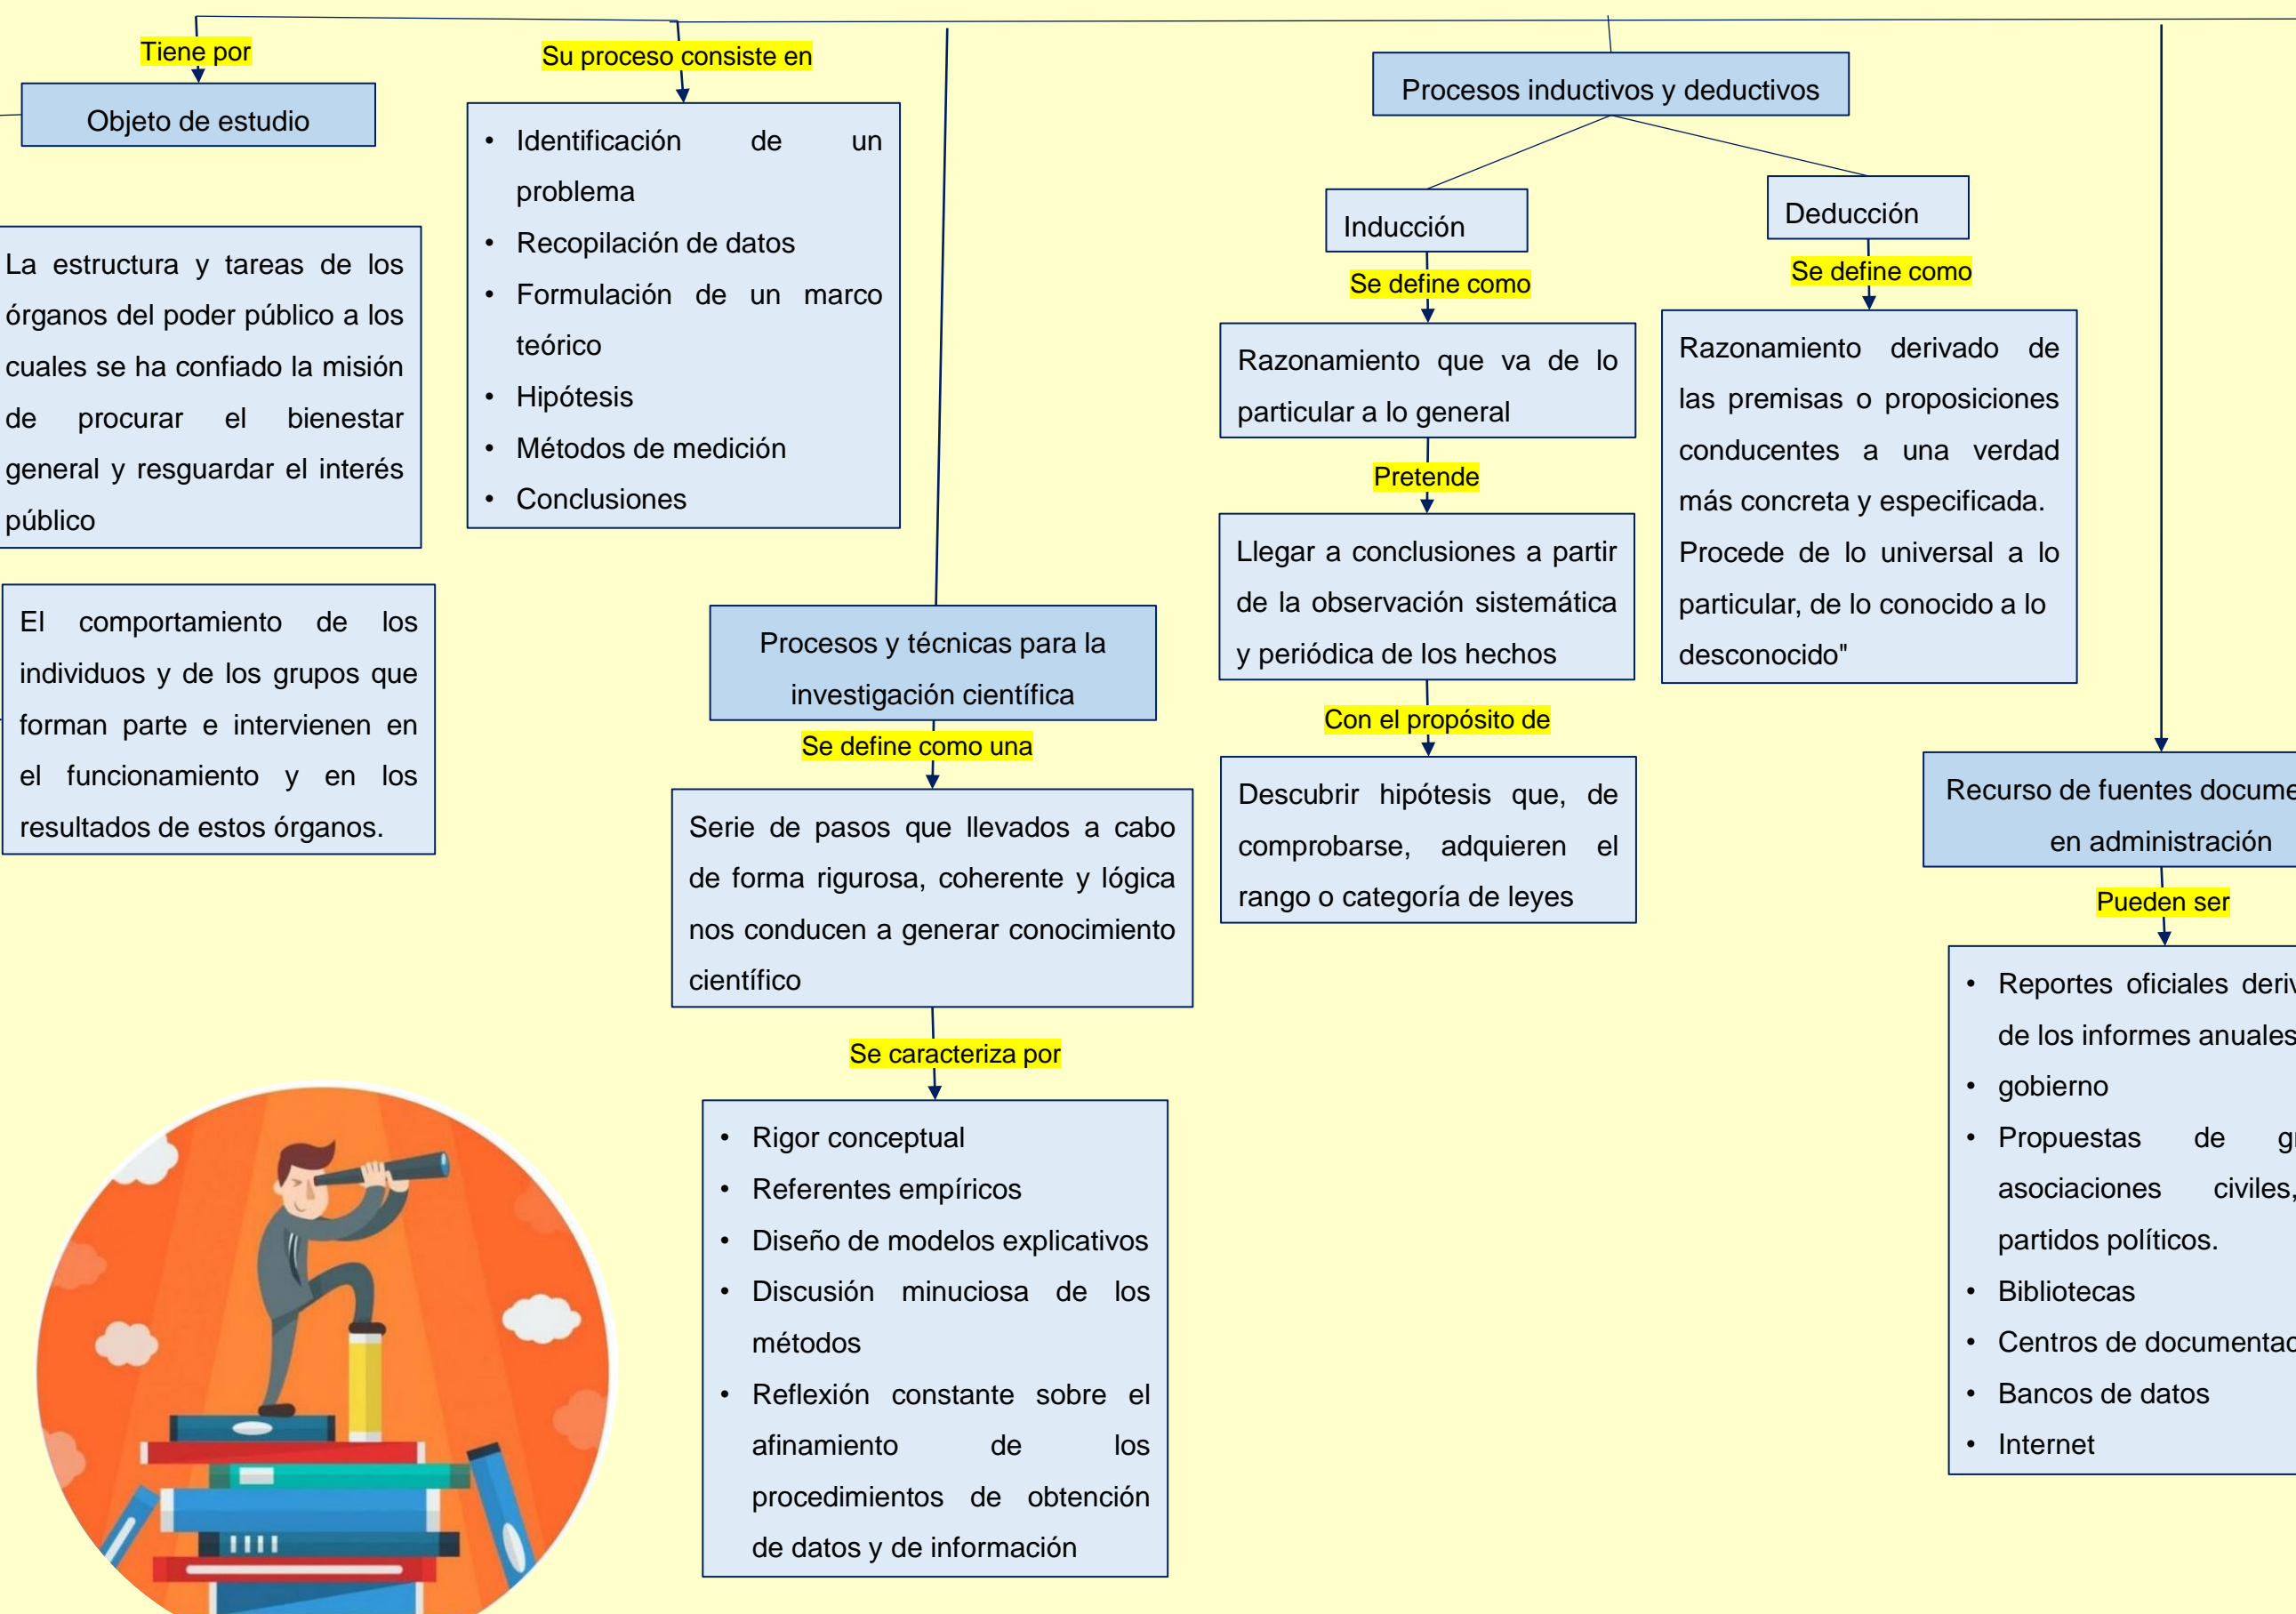 Tiene por
Objeto de estudio
La estructura y tareas de los
órganos del poder público a los
cuales se ha confiado la misión
de procurar el bienestar
general y resguardar el interés
público
El comportamiento de los
individuos y de los grupos que
forman parte e intervienen en
el funcionamiento y en los
resultados de estos órganos.
Su proceso consiste en
• Identificación de un
problema
• Recopilación de datos
• Formulación de un marco
teórico
• Hipótesis
• Métodos de medición
• Conclusiones
Procesos y técnicas para la
investigación científica
Se define como una
Serie de pasos que llevados a cabo
de forma rigurosa, coherente y lógica
nos conducen a generar conocimiento
científico
Se caracteriza por
• Rigor conceptual
• Referentes empíricos
• Diseño de modelos explicativos
• Discusión minuciosa de los
métodos
• Reflexión constante sobre el
afinamiento de los
procedimientos de obtención
de datos y de información
Procesos inductivos y deductivos
Inducción
Se define como
Razonamiento que va de lo
particular a lo general
Pretende
Llegar a conclusiones a partir
de la observación sistemática
y periódica de los hechos
Con el propósito de
Descubrir hipótesis que, de
comprobarse, adquieren el
rango o categoría de leyes
Deducción
Se define como
Razonamiento derivado de
las premisas o proposiciones
conducentes a una verdad
más concreta y especificada.
Procede de lo universal a lo
particular, de lo conocido a lo
desconocido"
Recurso de fuentes
en administración
Pueden ser
• Reportes oficiales
de los informes anuales
• gobierno
• Propuestas de
asociaciones civiles,
partidos políticos.
• Bibliotecas
• Centros de
• Bancos de datos
• Internet